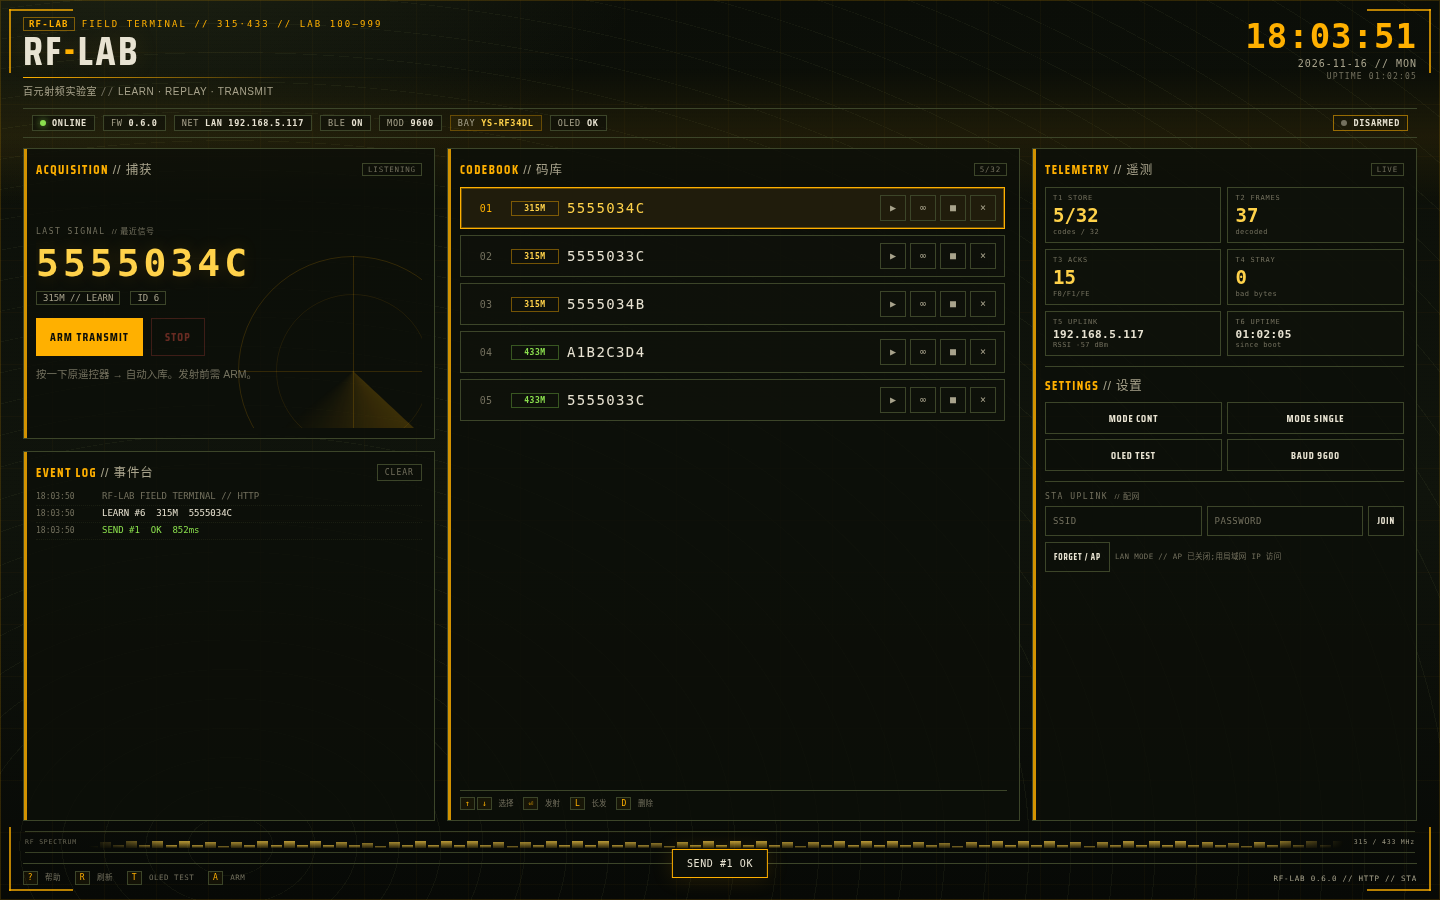 RF-LAB FIELD TERMINAL // 315·433 // LAB 100–999
RF-LAB
百元射频实验室 // LEARN · REPLAY · TRANSMIT
18:03:51
2026-11-16 // MON
UPTIME 01:02:05
ONLINE FW 0.6.0 NET LAN 192.168.5.117 BLE ON MOD 9600 BAY YS-RF34DL OLED OK DISARMED
ACQUISITION // 捕获 LISTENING
LAST SIGNAL // 最近信号
5555034C
315M // LEARN ID 6
ARM TRANSMIT STOP
按一下原遥控器 → 自动入库。发射前需 ARM。
EVENT LOG // 事件台 CLEAR
18:03:50 RF-LAB FIELD TERMINAL // HTTP
18:03:50 LEARN #6 315M 5555034C
18:03:50 SEND #1 OK 852ms
CODEBOOK // 码库 5/32
01 315M 5555034C ▶ ∞ ■ ×
02 315M 5555033C ▶ ∞ ■ ×
03 315M 5555034B ▶ ∞ ■ ×
04 433M A1B2C3D4 ▶ ∞ ■ ×
05 433M 5555033C ▶ ∞ ■ ×
↑ ↓ 选择 ⏎ 发射 L 长发 D 删除
TELEMETRY // 遥测 LIVE
T1 STORE
5/32
codes / 32
T2 FRAMES
37
decoded
T3 ACKS
15
F0/F1/FE
T4 STRAY
0
bad bytes
T5 UPLINK
192.168.5.117
RSSI -57 dBm
T6 UPTIME
01:02:05
since boot
SETTINGS // 设置
MODE CONT MODE SINGLE
OLED TEST BAUD 9600
STA UPLINK // 配网
SSID PASSWORD JOIN
FORGET / AP LAN MODE // AP 已关闭;用局域网 IP 访问
RF SPECTRUM 315 / 433 MHz
SEND #1 OK
? 帮助 R 刷新 T OLED TEST A ARM
RF-LAB 0.6.0 // HTTP // STA